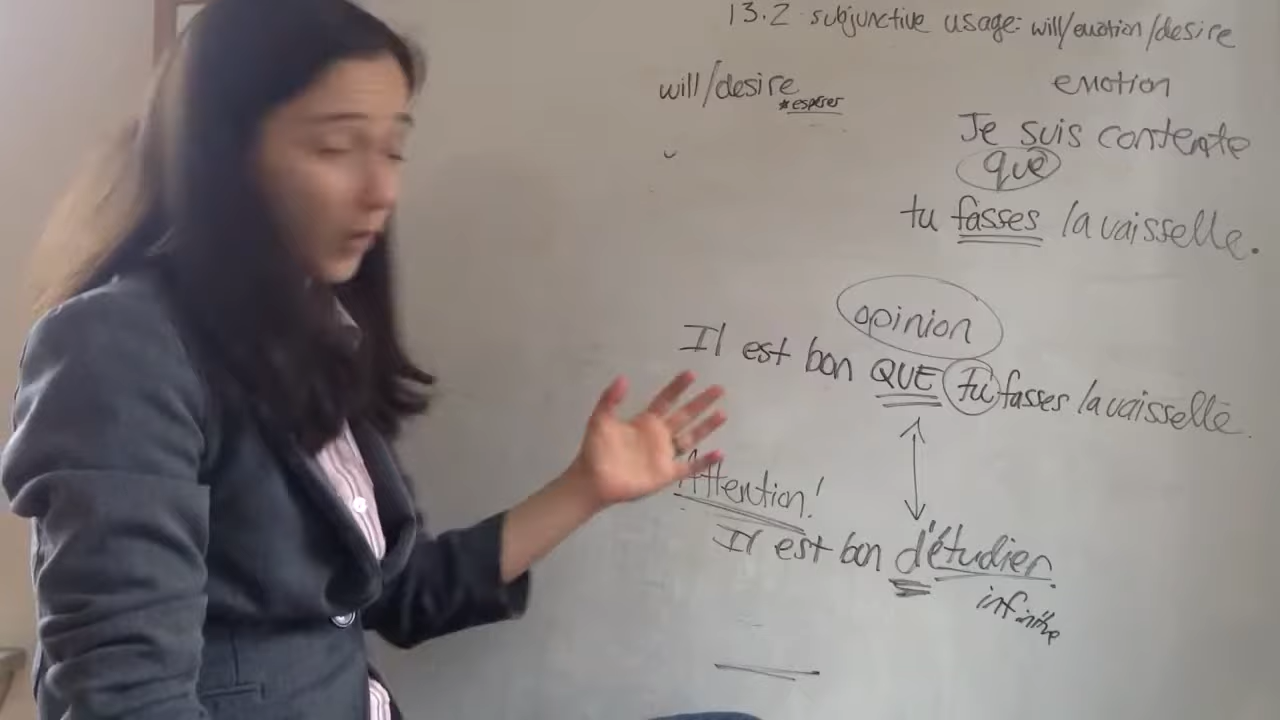 13.2 subjunctive usage: will/emotion/desire
will/desire
*espérer
emotion
Je suis contente
que
tu fasses la vaisselle.
opinion
Il est bon QUE tu fasses la vaisselle.
Attention!
Il est bon d'étudier.
infinitive